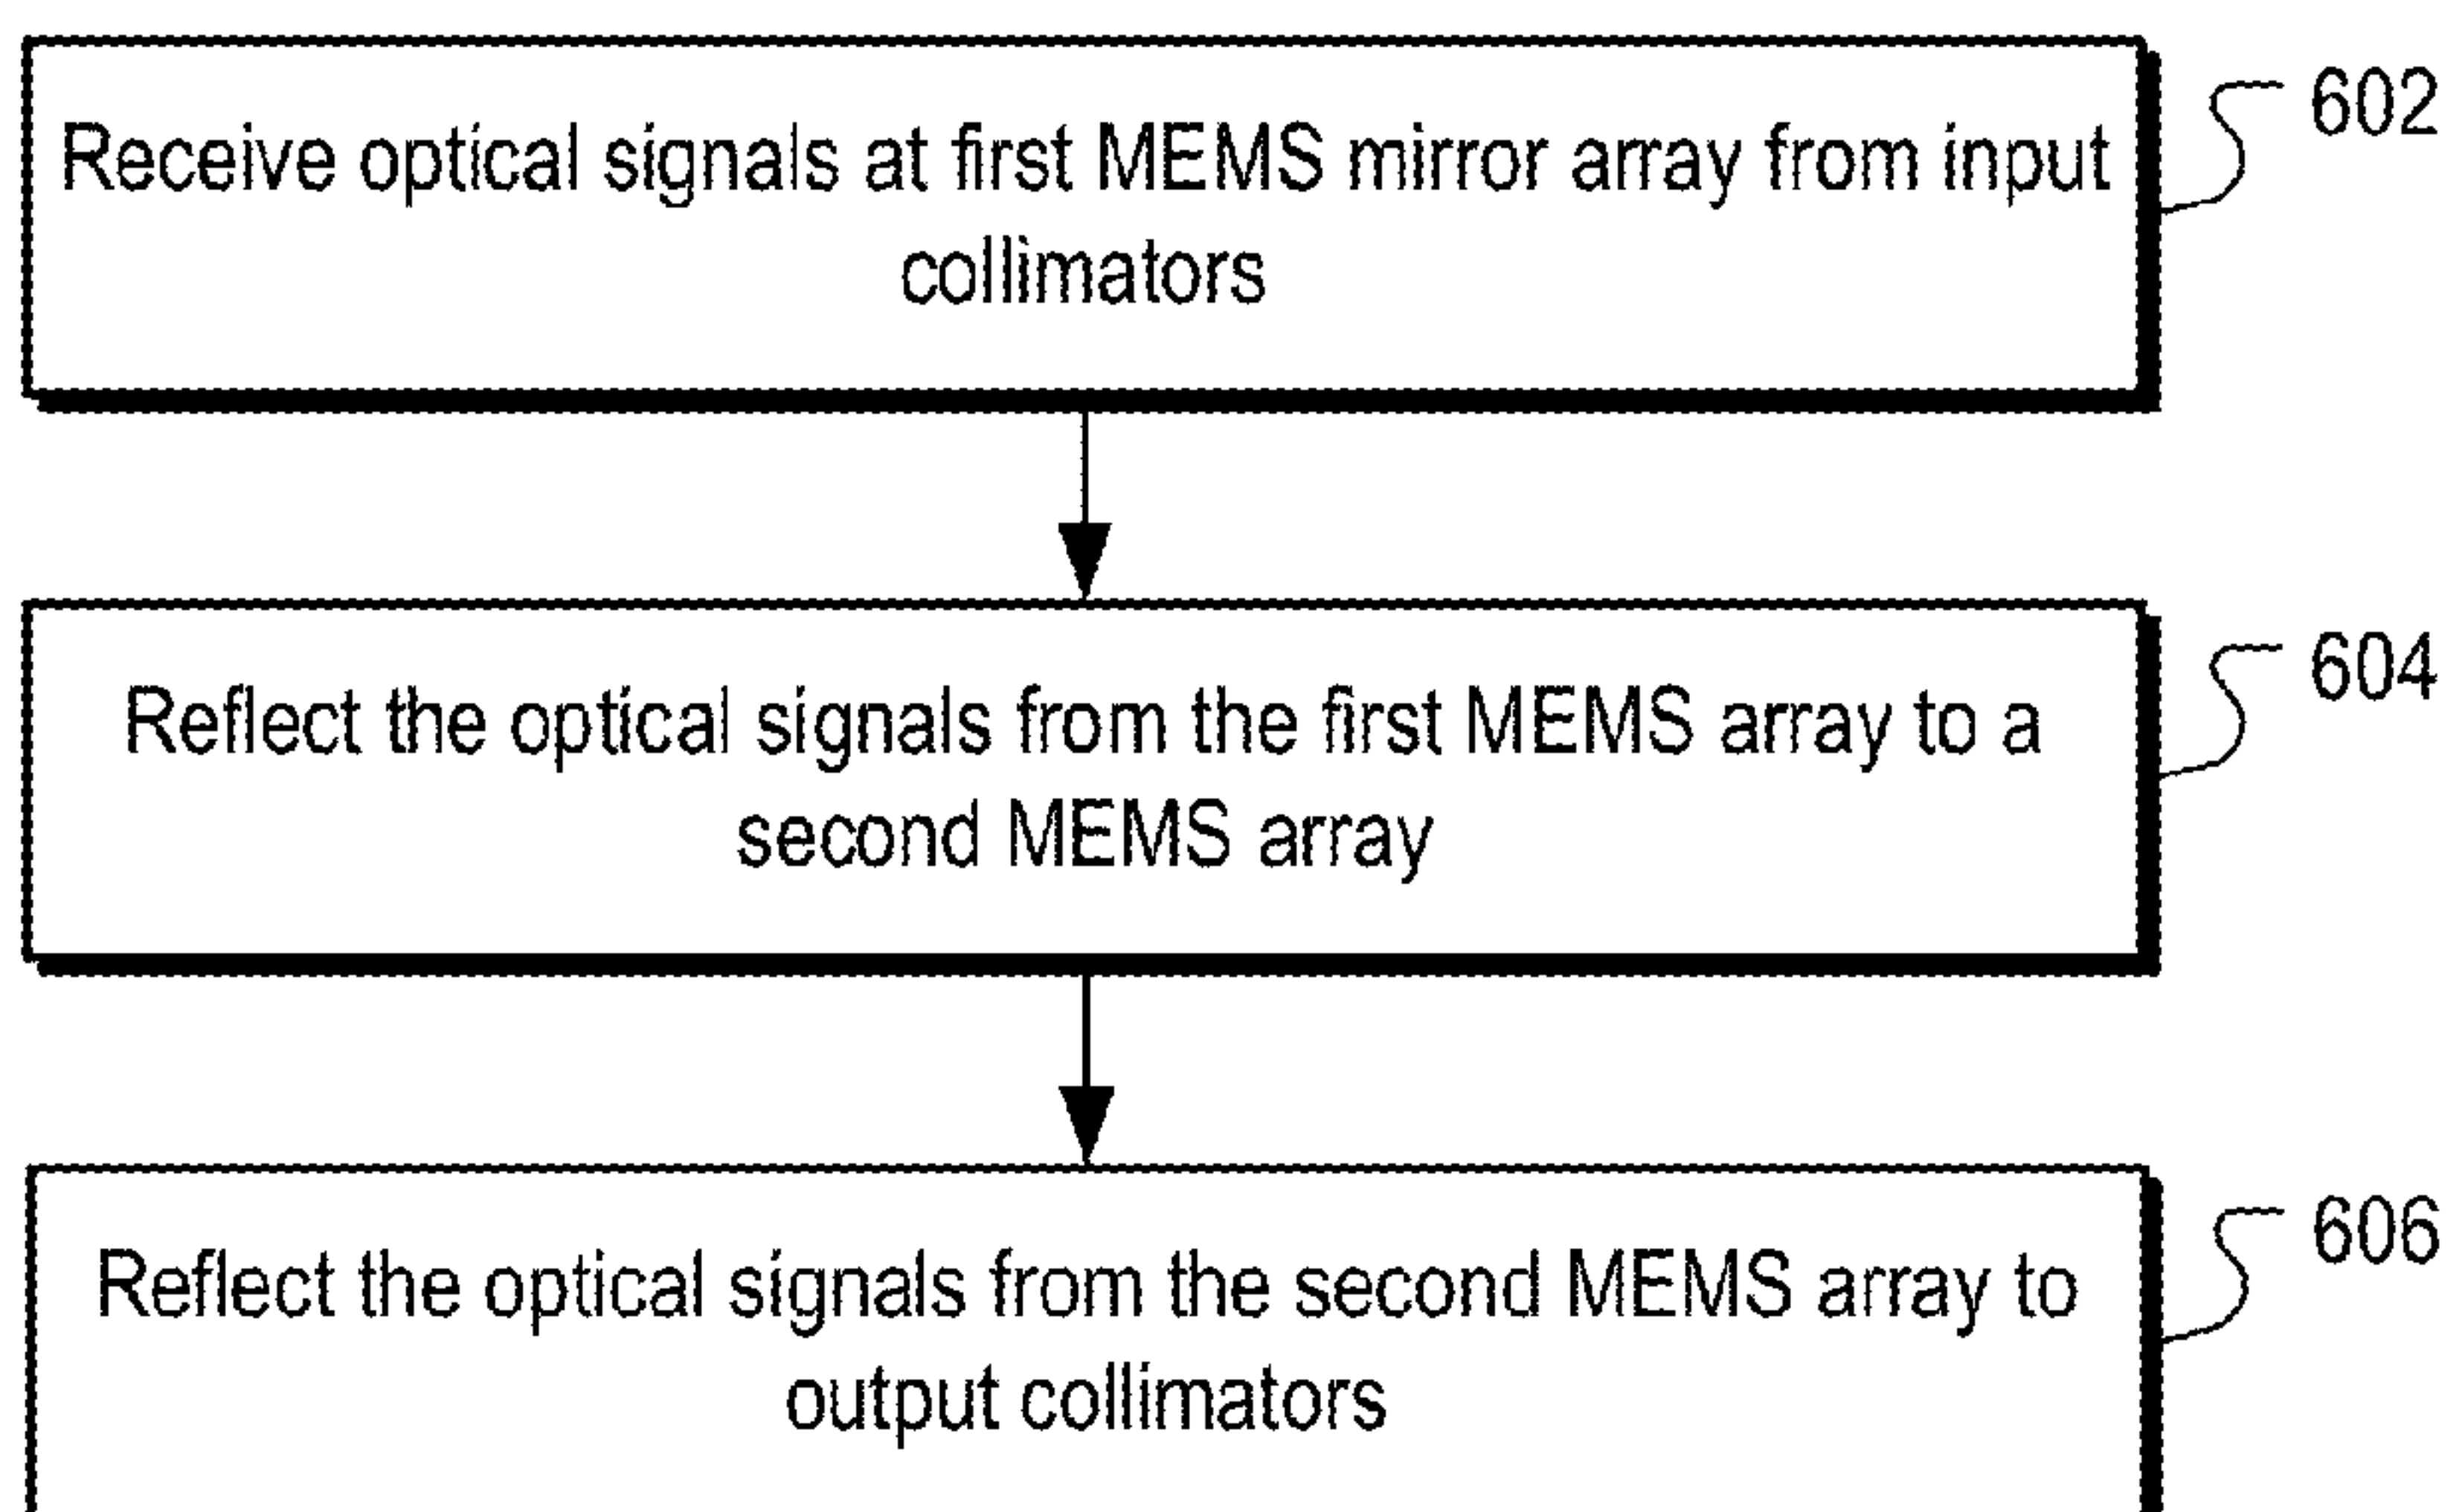 Receive optical signals at first MEMS mirror array from input
collimators
602
Reflect the optical signals from the first MEMS array to a
second MEMS array
604
Reflect the optical signals from the second MEMS array to
output collimators
606